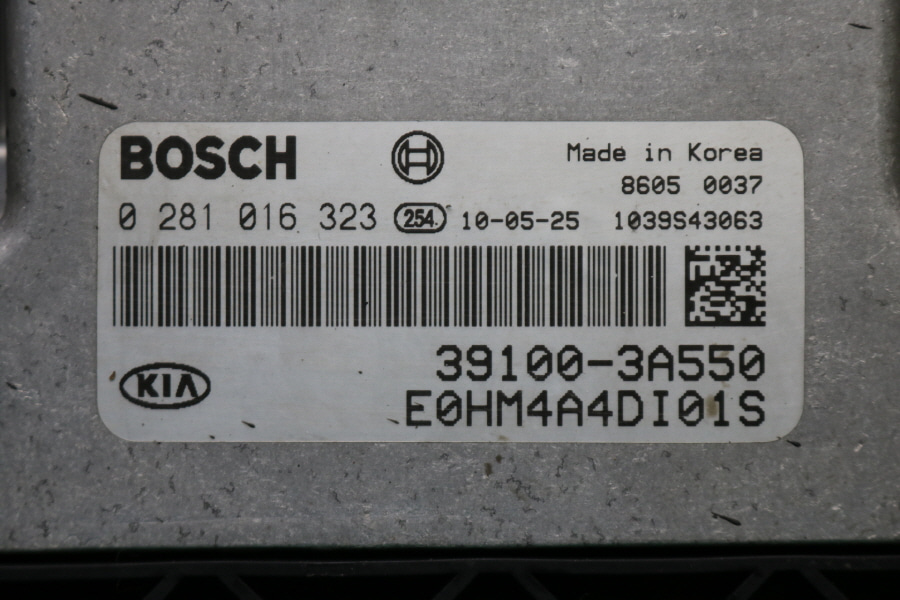 BOSCH
Made in Korea
8605 0037
0 281 016 323 254 10-05-25 1039S43063
KIA
39100-3A550
E0HM4A4DI01S